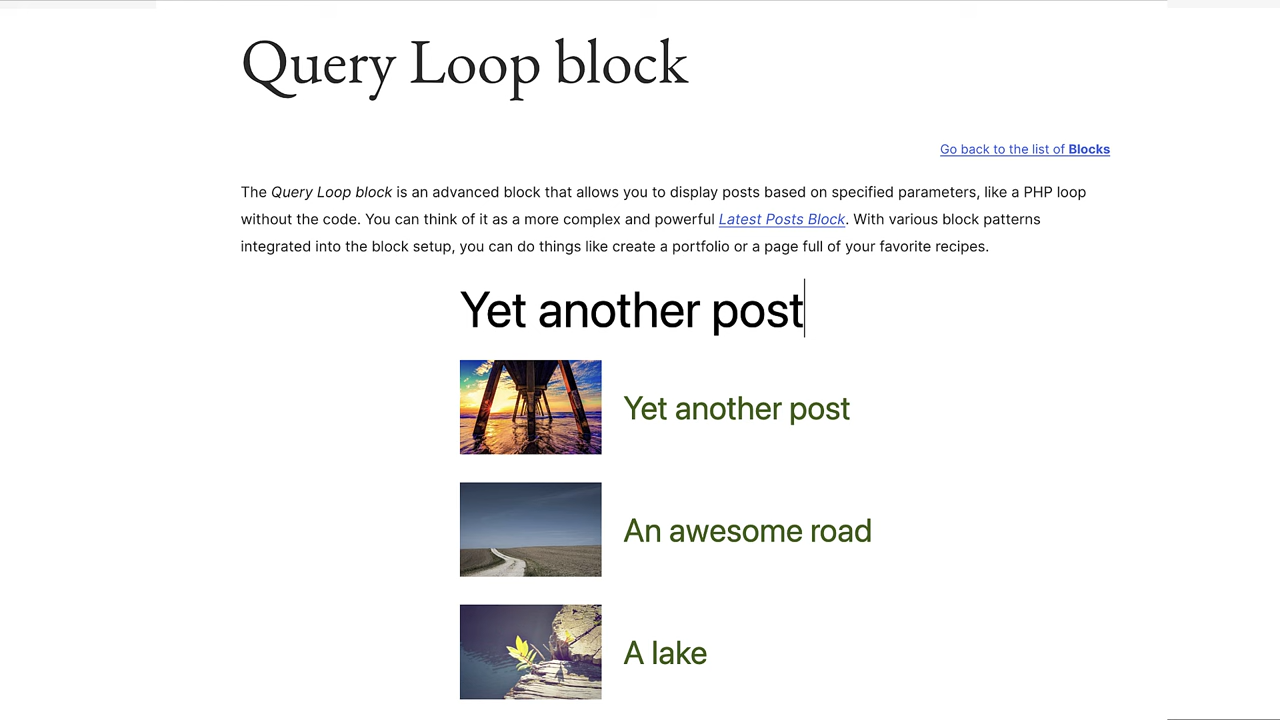 Query Loop block
Go back to the list of Blocks
The Query Loop block is an advanced block that allows you to display posts based on specified parameters, like a PHP loop
without the code. You can think of it as a more complex and powerful Latest Posts Block. With various block patterns
integrated into the block setup, you can do things like create a portfolio or a page full of your favorite recipes.
Yet another post
Yet another post
An awesome road
A lake